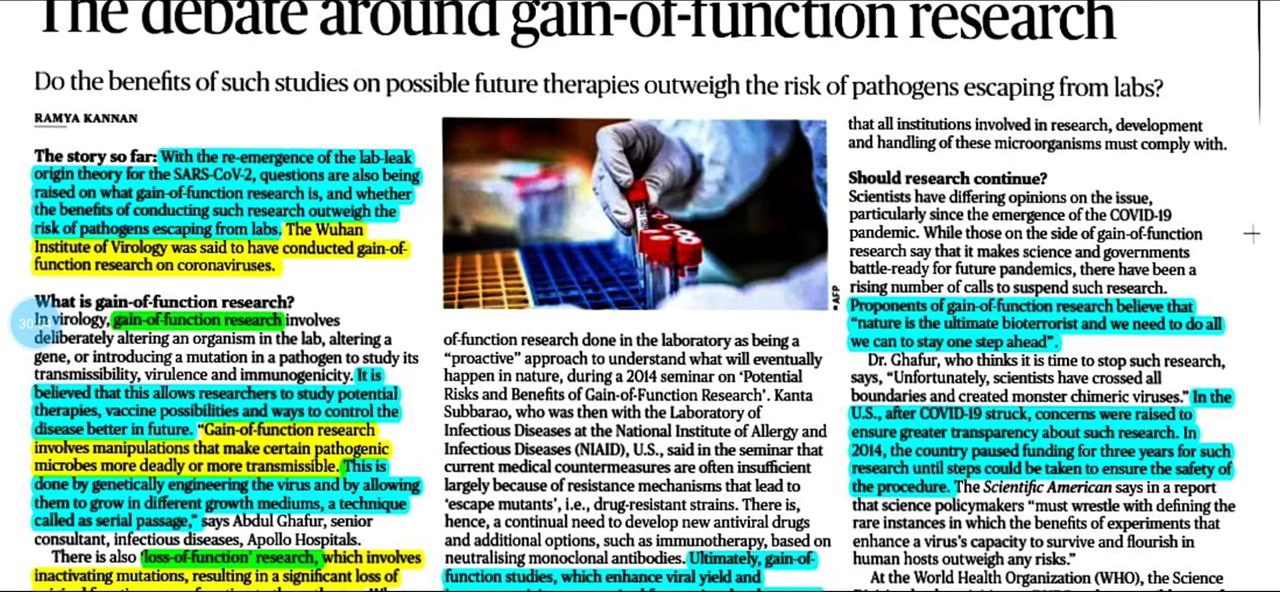 The debate around gain-of-function research
Do the benefits of such studies on possible future therapies outweigh the risk of pathogens escaping from labs?
RAMYA KANNAN
The story so far: With the re-emergence of the lab-leak
origin theory for the SARS-CoV-2, questions are also being
raised on what gain-of-function research is, and whether
the benefits of conducting such research outweigh the
risk of pathogens escaping from labs. The Wuhan
Institute of Virology was said to have conducted gain-of-
function research on coronaviruses.
What is gain-of-function research?
In virology, gain-of-function research involves
deliberately altering an organism in the lab, altering a
gene, or introducing a mutation in a pathogen to study its
transmissibility, virulence and immunogenicity. It is
believed that this allows researchers to study potential
therapies, vaccine possibilities and ways to control the
disease better in future. “Gain-of-function research
involves manipulations that make certain pathogenic
microbes more deadly or more transmissible. This is
done by genetically engineering the virus and by allowing
them to grow in different growth mediums, a technique
called as serial passage,” says Abdul Ghafur, senior
consultant, infectious diseases, Apollo Hospitals.
There is also ‘loss-of-function’ research, which involves
inactivating mutations, resulting in a significant loss of
AFP
of-function research done in the laboratory as being a
“proactive” approach to understand what will eventually
happen in nature, during a 2014 seminar on ‘Potential
Risks and Benefits of Gain-of-Function Research’. Kanta
Subbarao, who was then with the Laboratory of
Infectious Diseases at the National Institute of Allergy and
Infectious Diseases (NIAID), U.S., said in the seminar that
current medical countermeasures are often insufficient
largely because of resistance mechanisms that lead to
‘escape mutants’, i.e., drug-resistant strains. There is,
hence, a continual need to develop new antiviral drugs
and additional options, such as immunotherapy, based on
neutralising monoclonal antibodies. Ultimately, gain-of-
function studies, which enhance viral yield and
that all institutions involved in research, development
and handling of these microorganisms must comply with.
Should research continue?
Scientists have differing opinions on the issue,
particularly since the emergence of the COVID-19
pandemic. While those on the side of gain-of-function
research say that it makes science and governments
battle-ready for future pandemics, there have been a
rising number of calls to suspend such research.
Proponents of gain-of-function research believe that
“nature is the ultimate bioterrorist and we need to do all
we can to stay one step ahead”.
Dr. Ghafur, who thinks it is time to stop such research,
says, “Unfortunately, scientists have crossed all
boundaries and created monster chimeric viruses.” In the
U.S., after COVID-19 struck, concerns were raised to
ensure greater transparency about such research. In
2014, the country paused funding for three years for such
research until steps could be taken to ensure the safety of
the procedure. The Scientific American says in a report
that science policymakers “must wrestle with defining the
rare instances in which the benefits of experiments that
enhance a virus’s capacity to survive and flourish in
human hosts outweigh any risks.”
At the World Health Organization (WHO), the Science